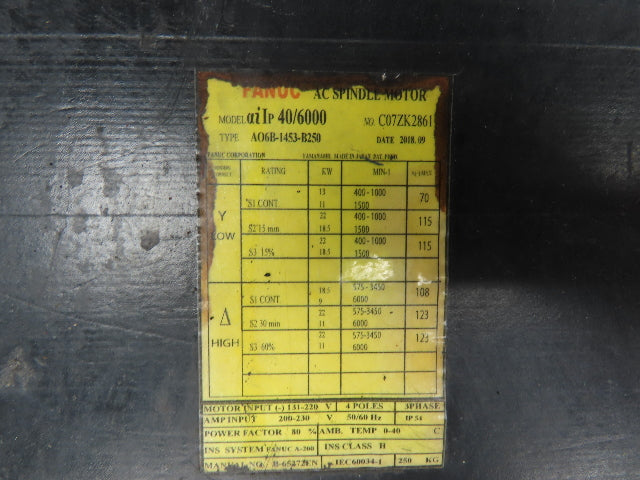 FANUC AC SPINDLE MOTOR
MODEL αiIP 40/6000 NO. C07ZK2861
TYPE AO6B-1453-B250 DATE 2018.09
FANUC CORPORATION YAMANASHI MADE IN JAPAN
RATING KW MIN-1
13 400-1000
S1 CONT. 11 1500 70
Y 22 400-1000
LOW S2 15 min 18.5 1500 115
22 400-1000
S3 15% 18.5 1500 115
18.5 575-3450
S1 CONT. 9 6000 108
Δ 22 575-3450
HIGH S2 30 min 11 6000 123
22 575-3450
S3 60% 11 6000 123
MOTOR INPUT (-) 151-220 V 4 POLES 3PHASE
AMP INPUT 200-230 V 50/60 Hz IP 54
POWER FACTOR 80 % AMB. TEMP 0-40 C
INS SYSTEM FANUC A-200 INS CLASS H
MANUAL NO. B-65272EN IEC60034-1 250 KG